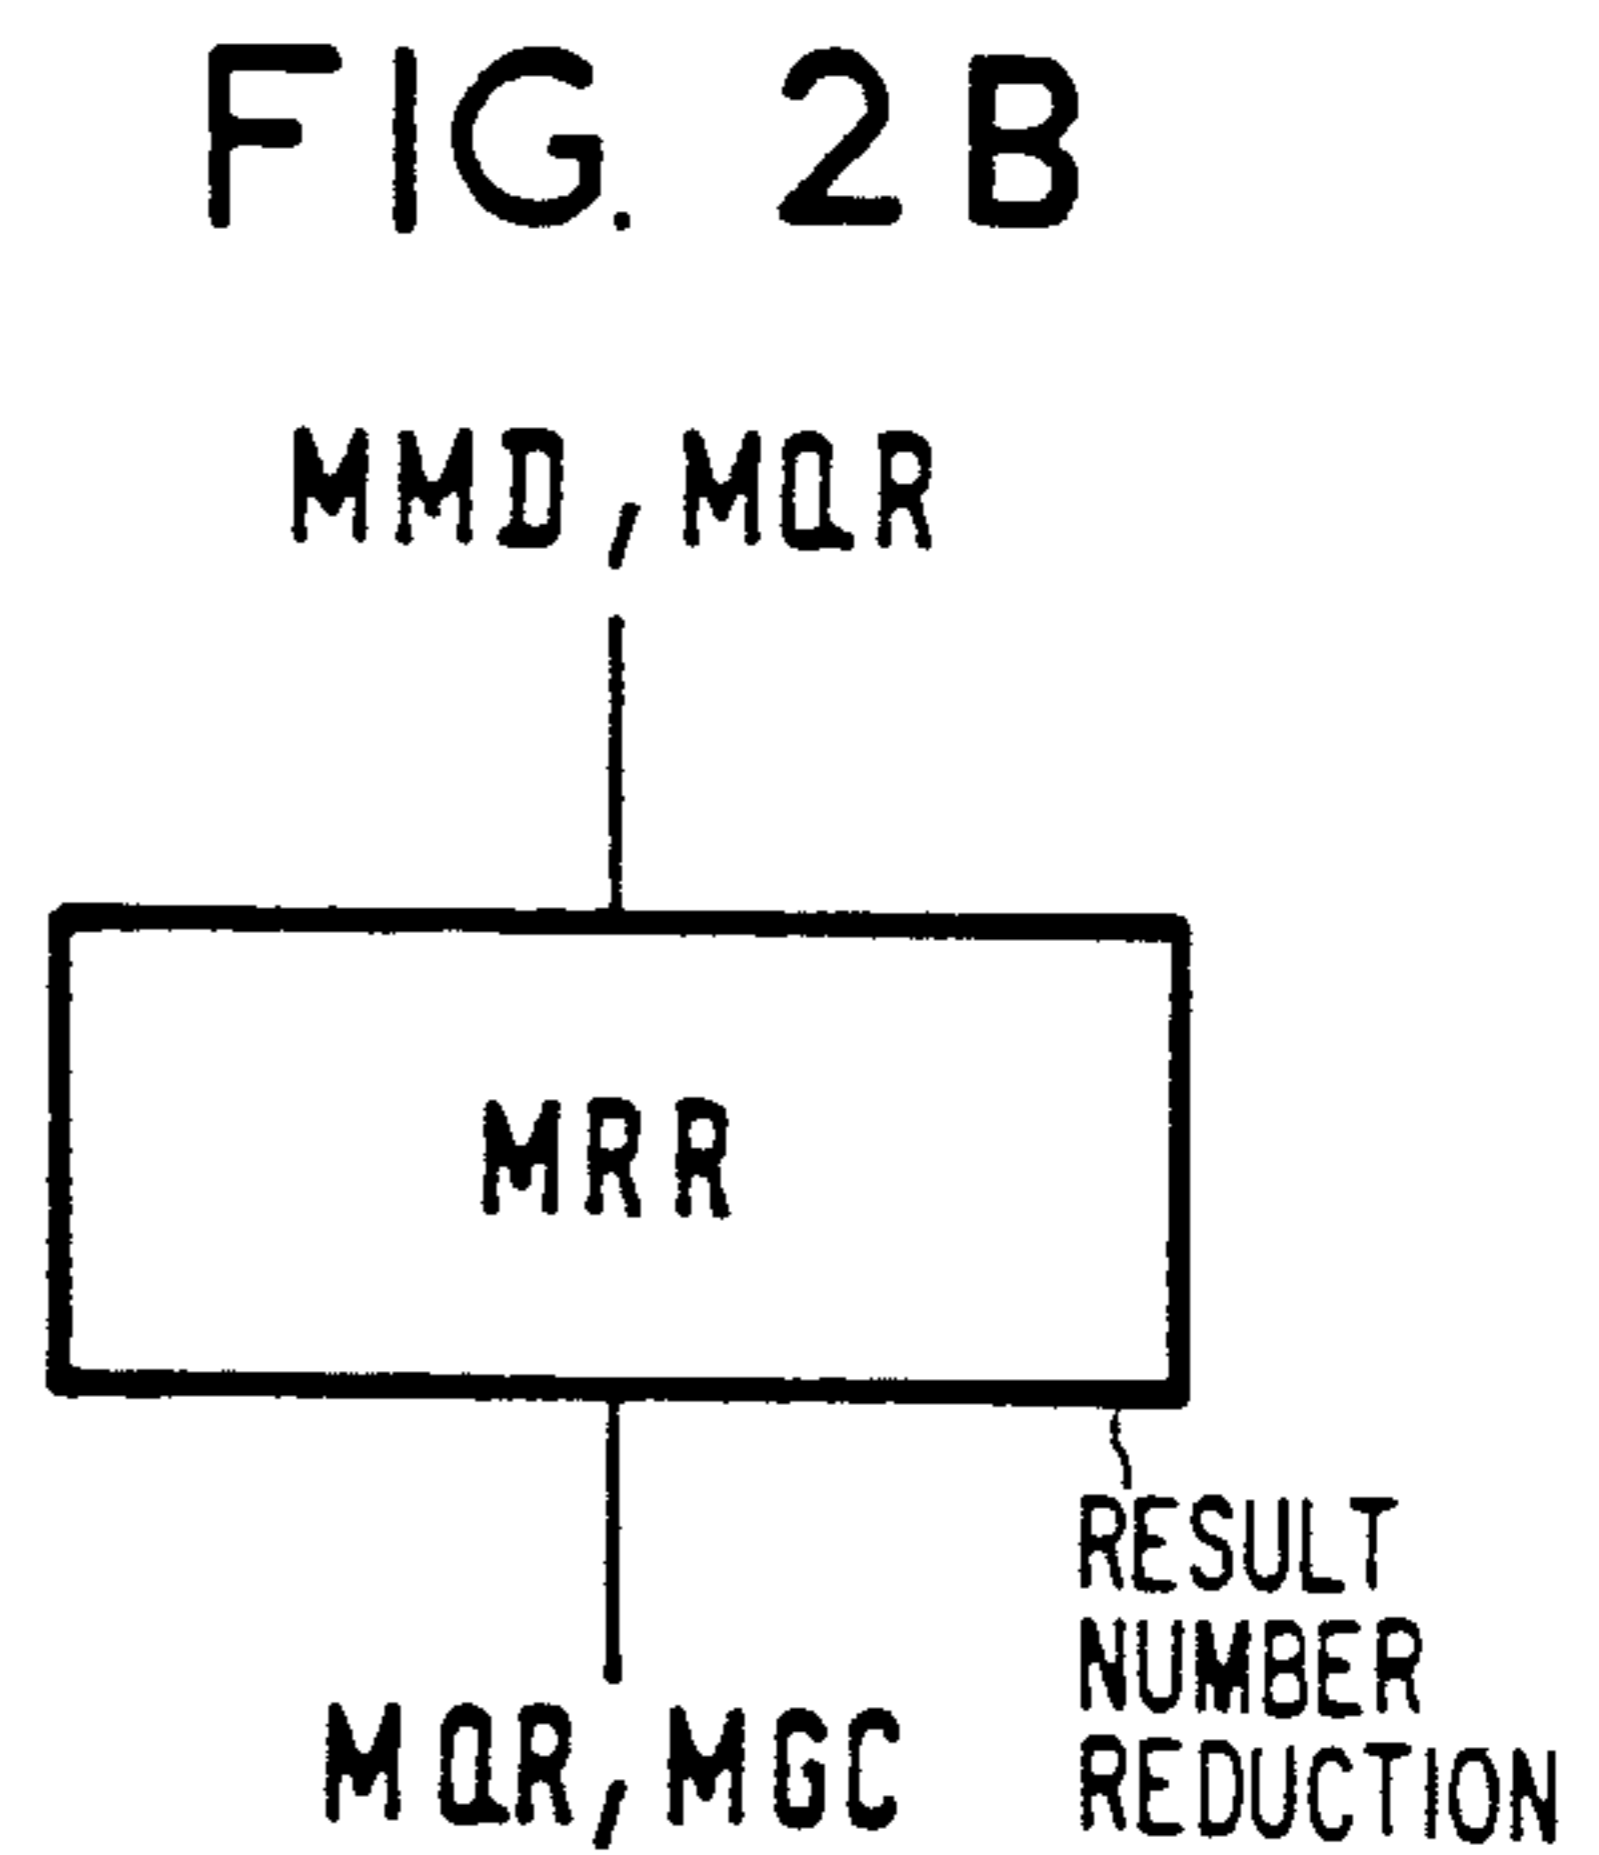 FIG. 2B
MMD,MQR
MRR
MQR,MGC
RESULT
NUMBER
REDUCTION